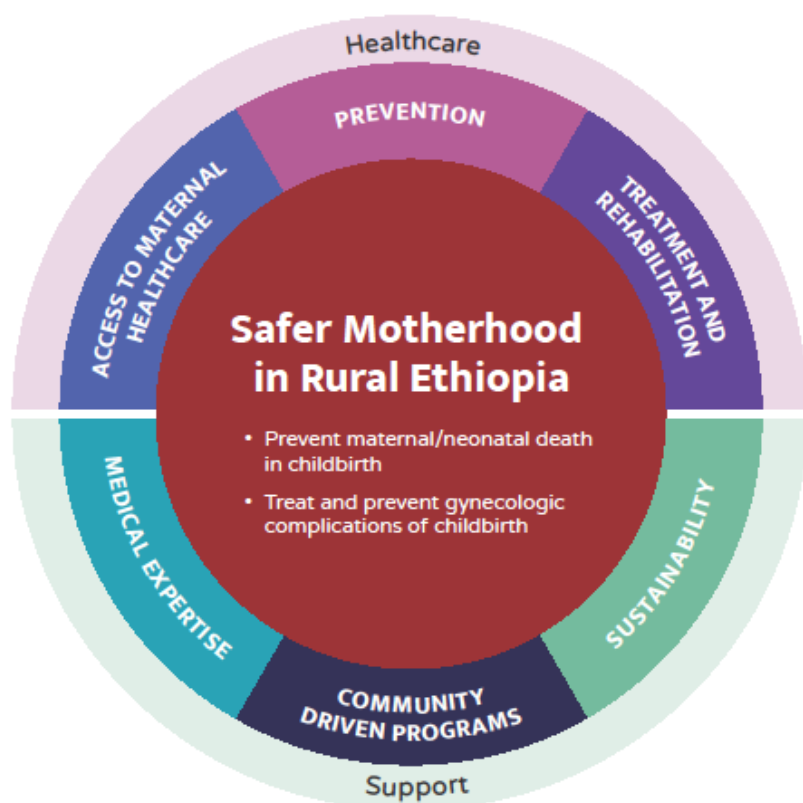 Healthcare
PREVENTION
ACCESS TO MATERNAL
HEALTHCARE
TREATMENT AND
REHABILITATION
Safer Motherhood
in Rural Ethiopia
• Prevent maternal/neonatal death
in childbirth
• Treat and prevent gynecologic
complications of childbirth
MEDICAL EXPERTISE
SUSTAINABILITY
COMMUNITY
DRIVEN PROGRAMS
Support